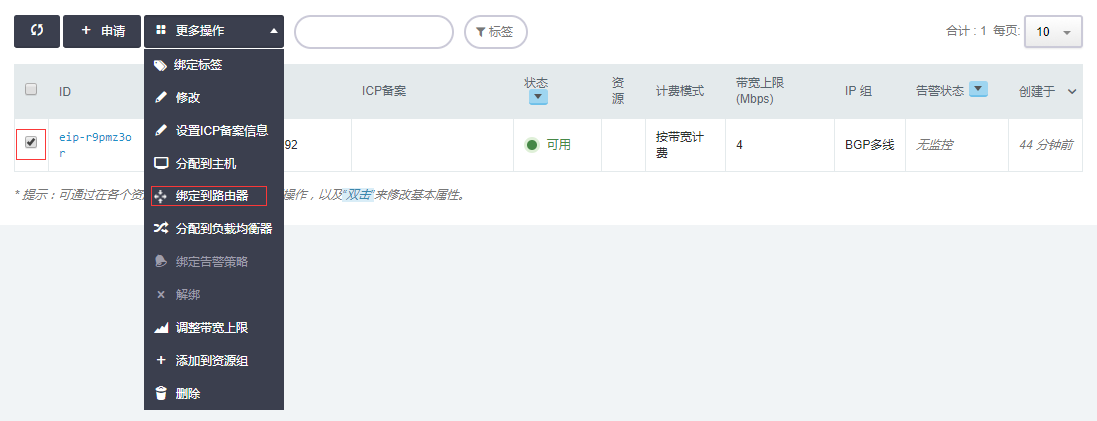 申请
更多操作
标签
合计 : 1 每页: 10
绑定标签
修改
设置ICP备案信息
分配到主机
绑定到路由器
分配到负载均衡器
绑定告警策略
解绑
调整带宽上限
添加到资源组
删除
ID
ICP备案
状态
资
源
计费模式
带宽上限
(Mbps)
IP 组
告警状态
创建于
eip-r9pmz3o
r
92
可用
按带宽计
费
4
BGP多线
无监控
44 分钟前
* 提示：可通过在各个资
操作，以及“双击”来修改基本属性。